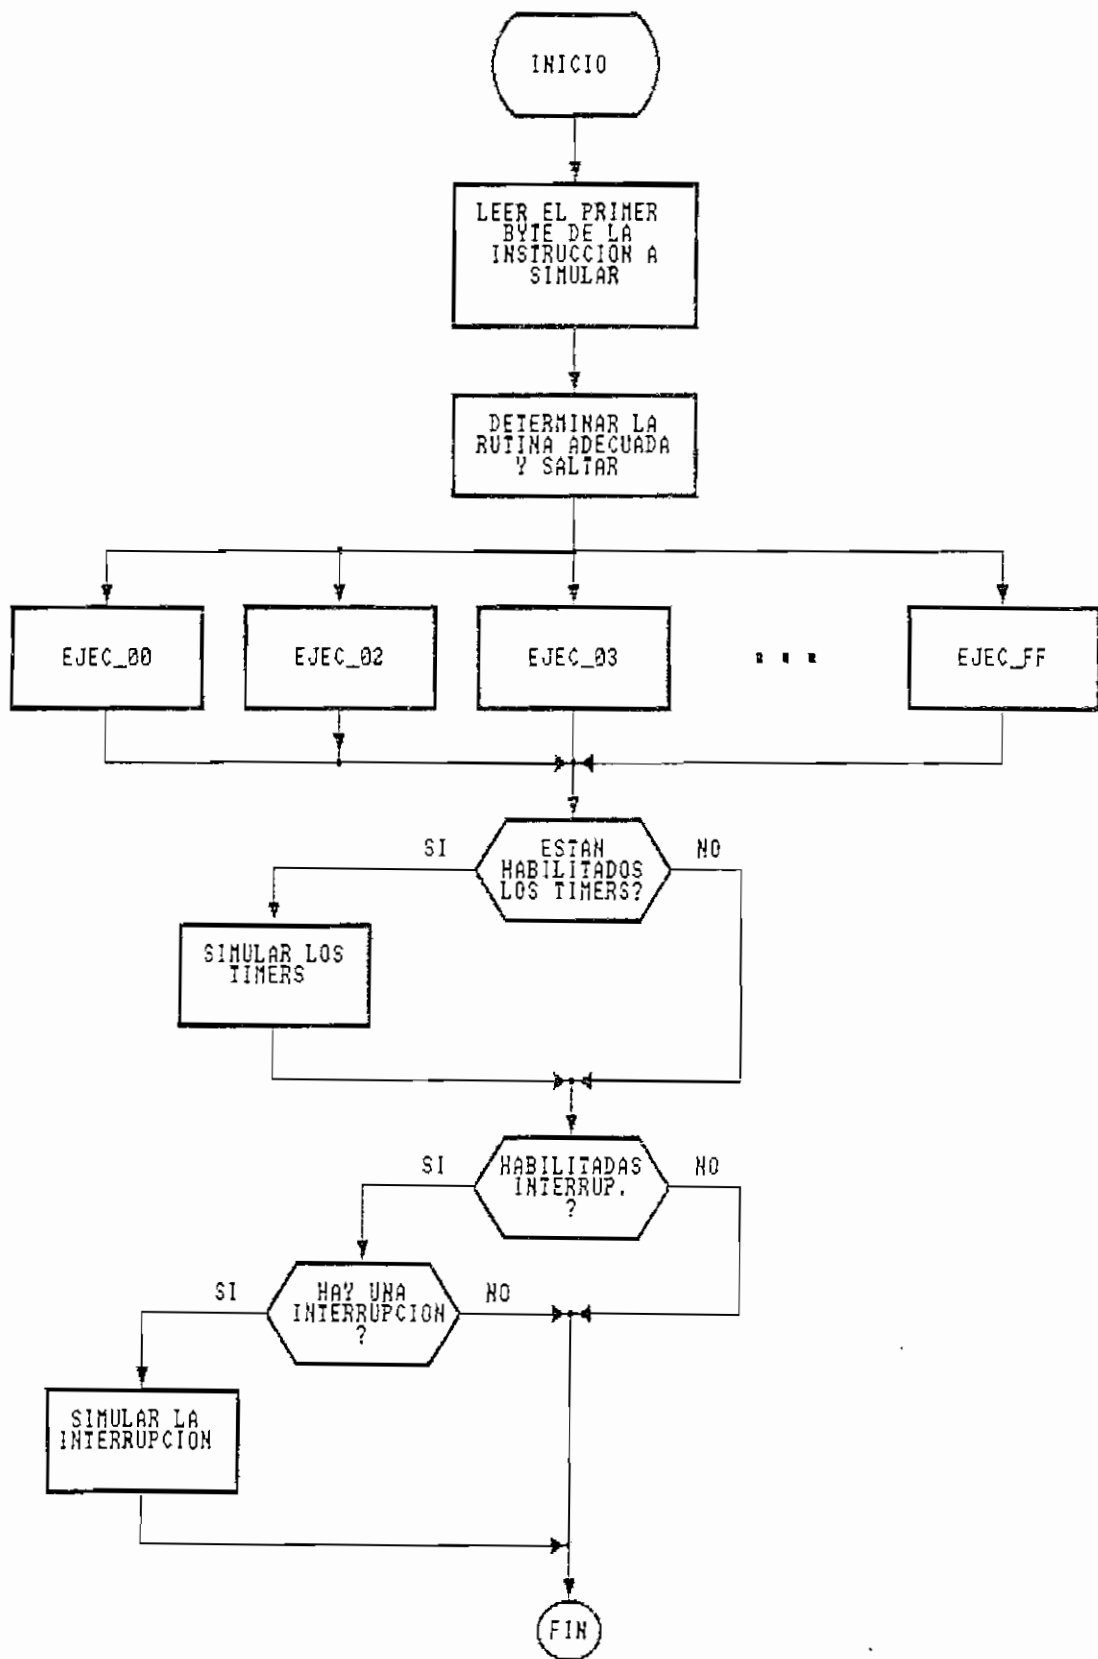 INICIO
LEER EL PRIMER
BYTE DE LA
INSTRUCCION A
SIMULAR
DETERMINAR LA
RUTINA ADECUADA
Y SALTAR
EJEC_00
EJEC_02
EJEC_03
...
EJEC_FF
SI
ESTAN
HABILITADOS
LOS TIMERS?
NO
SIMULAR LOS
TIMERS
SI
HABILITADAS
INTERRUP.
?
NO
SI
HAY UNA
INTERRUPCION
?
NO
SIMULAR LA
INTERRUPCION
FIN